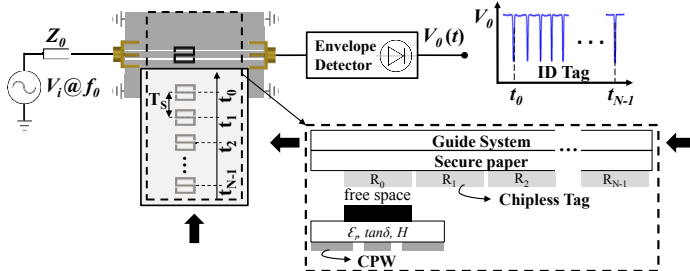 Z0
Vi@f0
TS
t0
t1
t2
tN-1
Envelope
Detector
V0(t)
V0
ID Tag
t0
tN-1
Guide System
Secure paper
R0
R1
R2
RN-1
free space
Chipless Tag
εr, tanδ, H
CPW